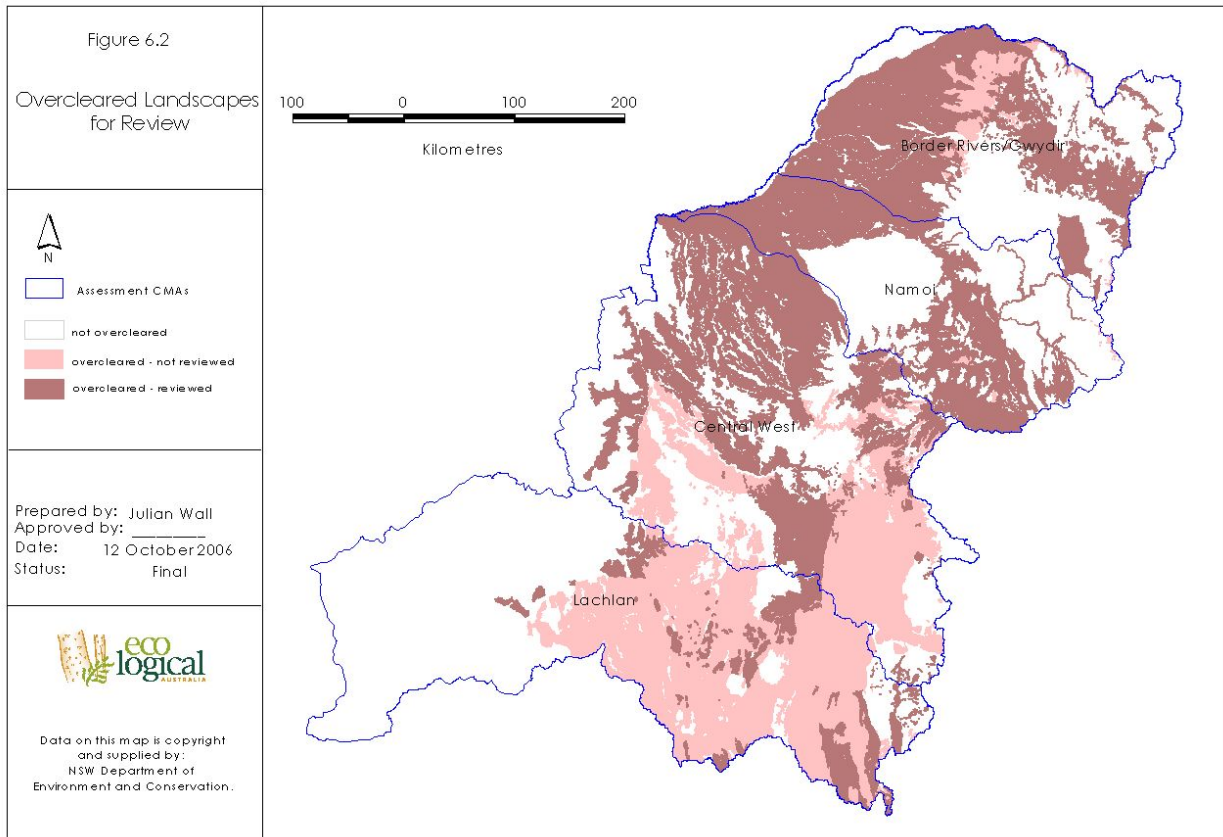 Figure 6.2
Overcleared Landscapes
for Review
100 0 100 200
Kilometres
N
Assessment CMAs
not overcleared
overcleared - not reviewed
overcleared - reviewed
Prepared by: Julian Wall
Approved by: ________
Date: 12 October 2006
Status: Final
eco
logical
AUSTRALIA
Data on this map is copyright
and supplied by:
NSW Department of
Environment and Conservation.
Border Rivers/Gwydir
Namoi
Central West
Lachlan